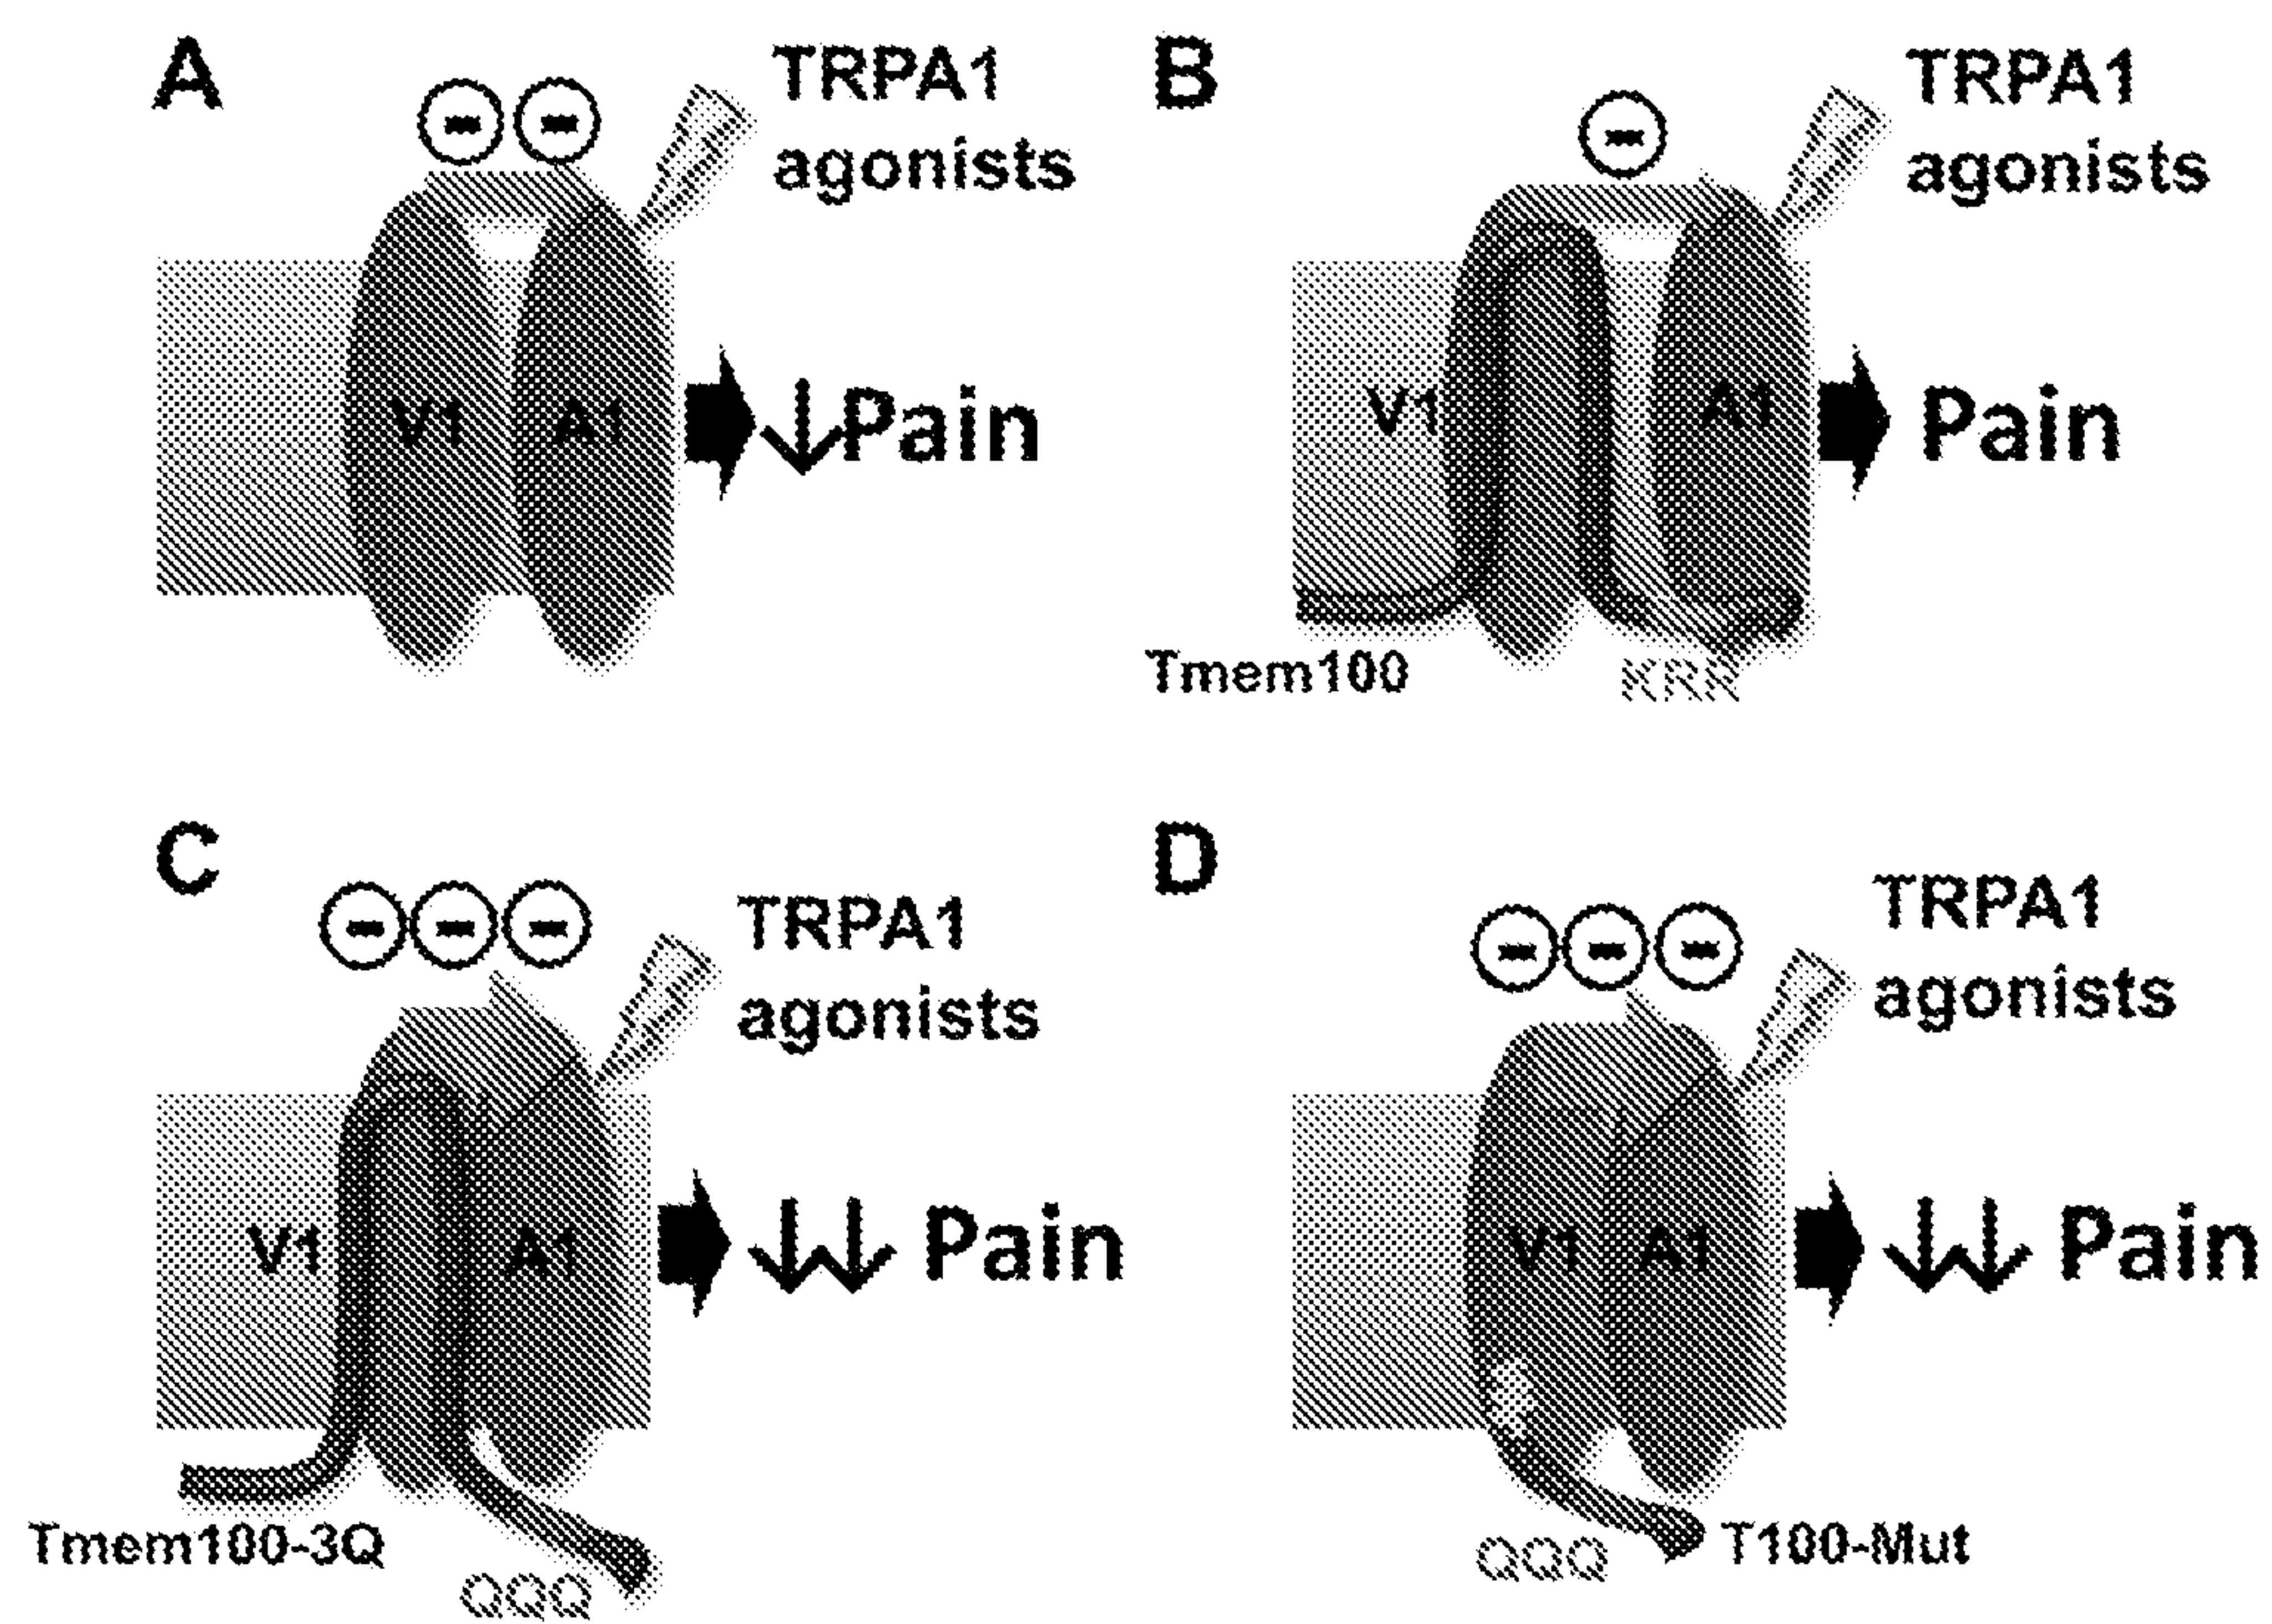 A
TRPA1
agonists
V1
A1
↓Pain
B
TRPA1
agonists
V1
A1
Pain
Tmem100
KRR
C
TRPA1
agonists
V1
A1
↓↓ Pain
Tmem100-3Q
QQQ
D
TRPA1
agonists
V1
A1
↓↓ Pain
QQQ
T100-Mut